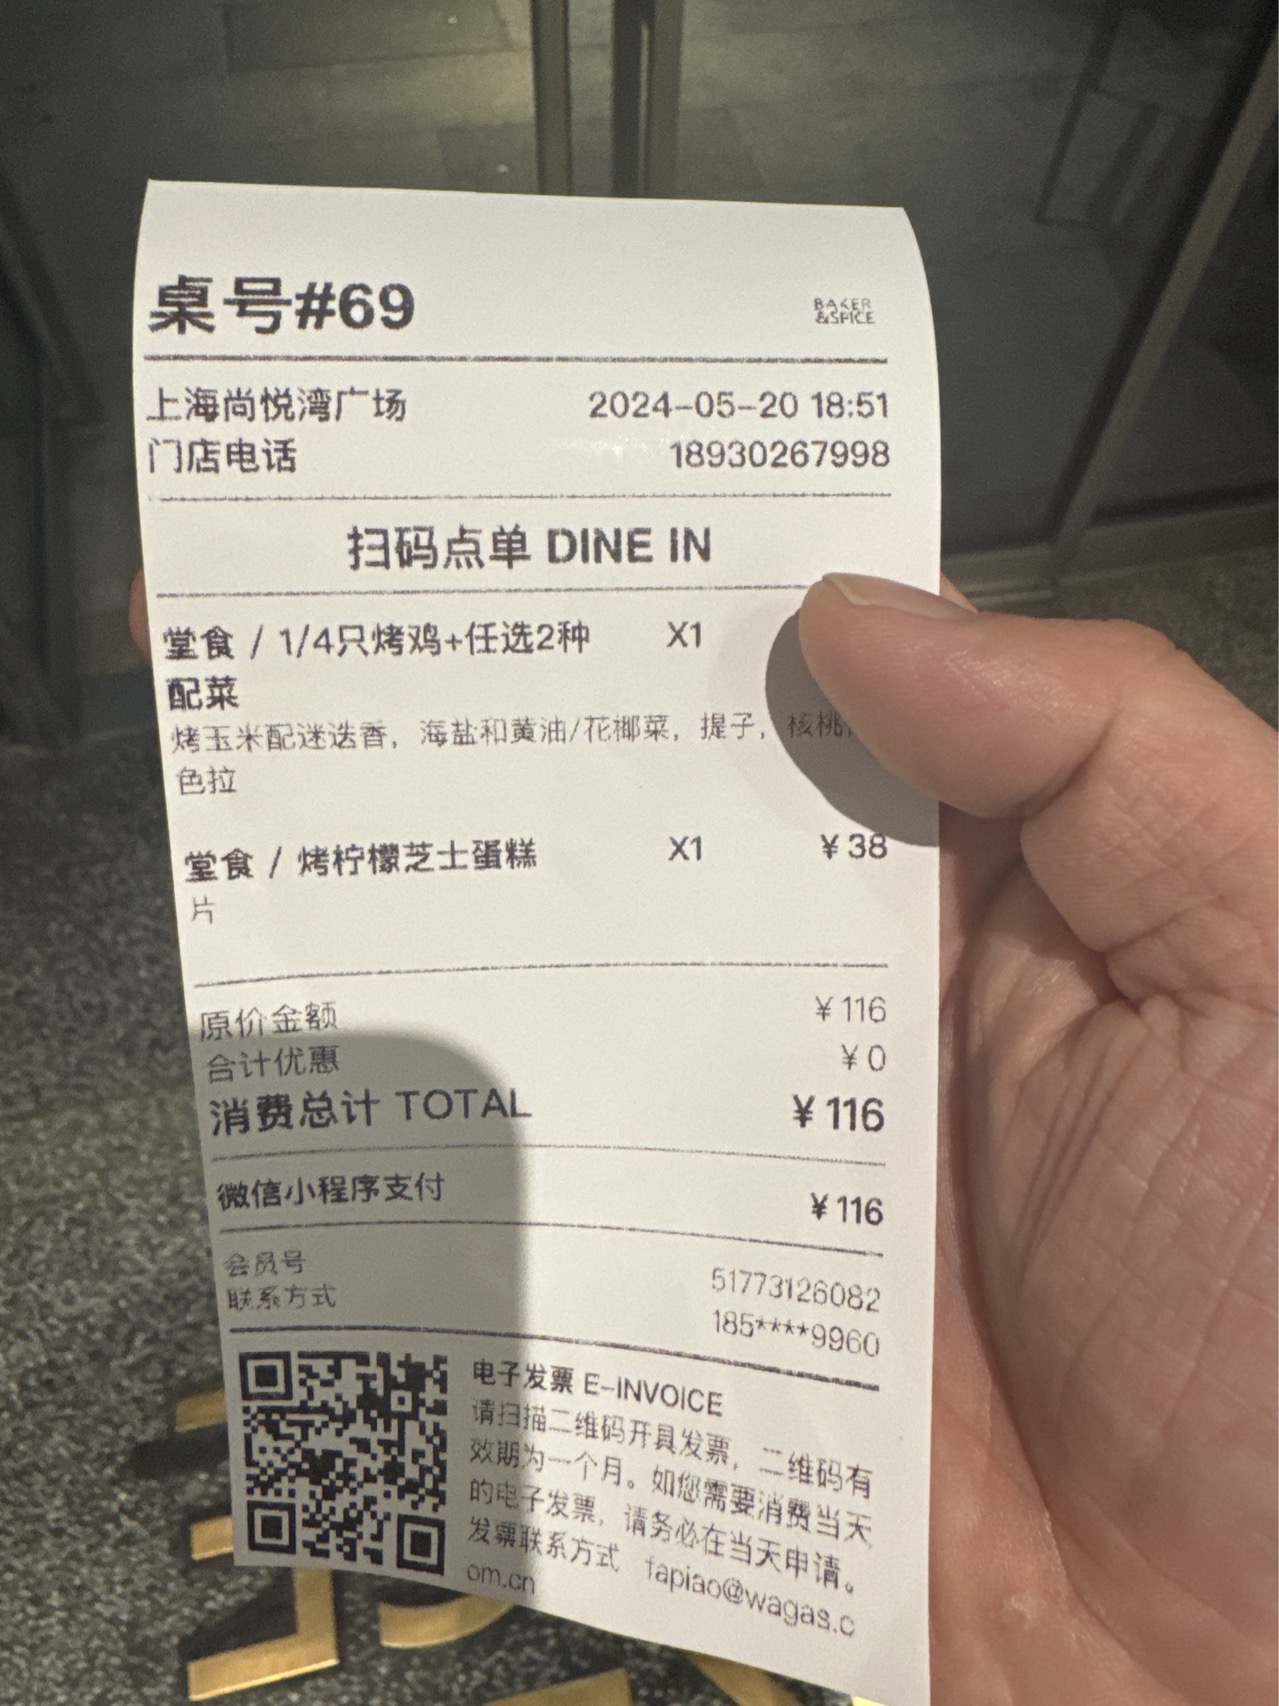 桌号#69
BAKER
&SPICE
上海尚悦湾广场 2024-05-20 18:51
门店电话 18930267998
扫码点单 DINE IN
堂食 / 1/4只烤鸡+任选2种 X1
配菜
烤玉米配迷迭香，海盐和黄油/花椰菜，提子，核桃
色拉
堂食 / 烤柠檬芝士蛋糕 X1 ¥38
片
原价金额 ¥116
合计优惠 ¥0
消费总计 TOTAL ¥116
微信小程序支付 ¥116
会员号 51773126082
联系方式 185****9960
电子发票 E-INVOICE
请扫描二维码开具发票，二维码有
效期为一个月。如您需要消费当天
的电子发票，请务必在当天申请。
发票联系方式 fapiao@wagas.c
om.cn